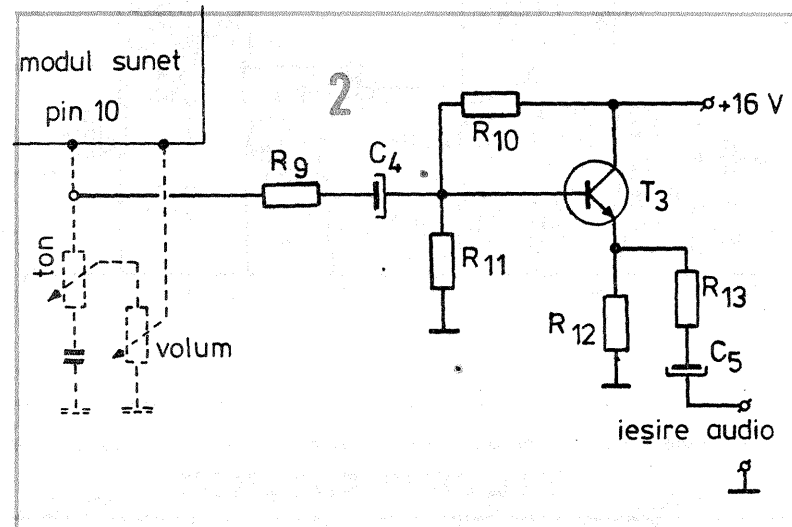 modul sunet
pin 10
2
R9
C4
R10
+16 V
T3
R11
ton
volum
R12
R13
C5
ieşire audio